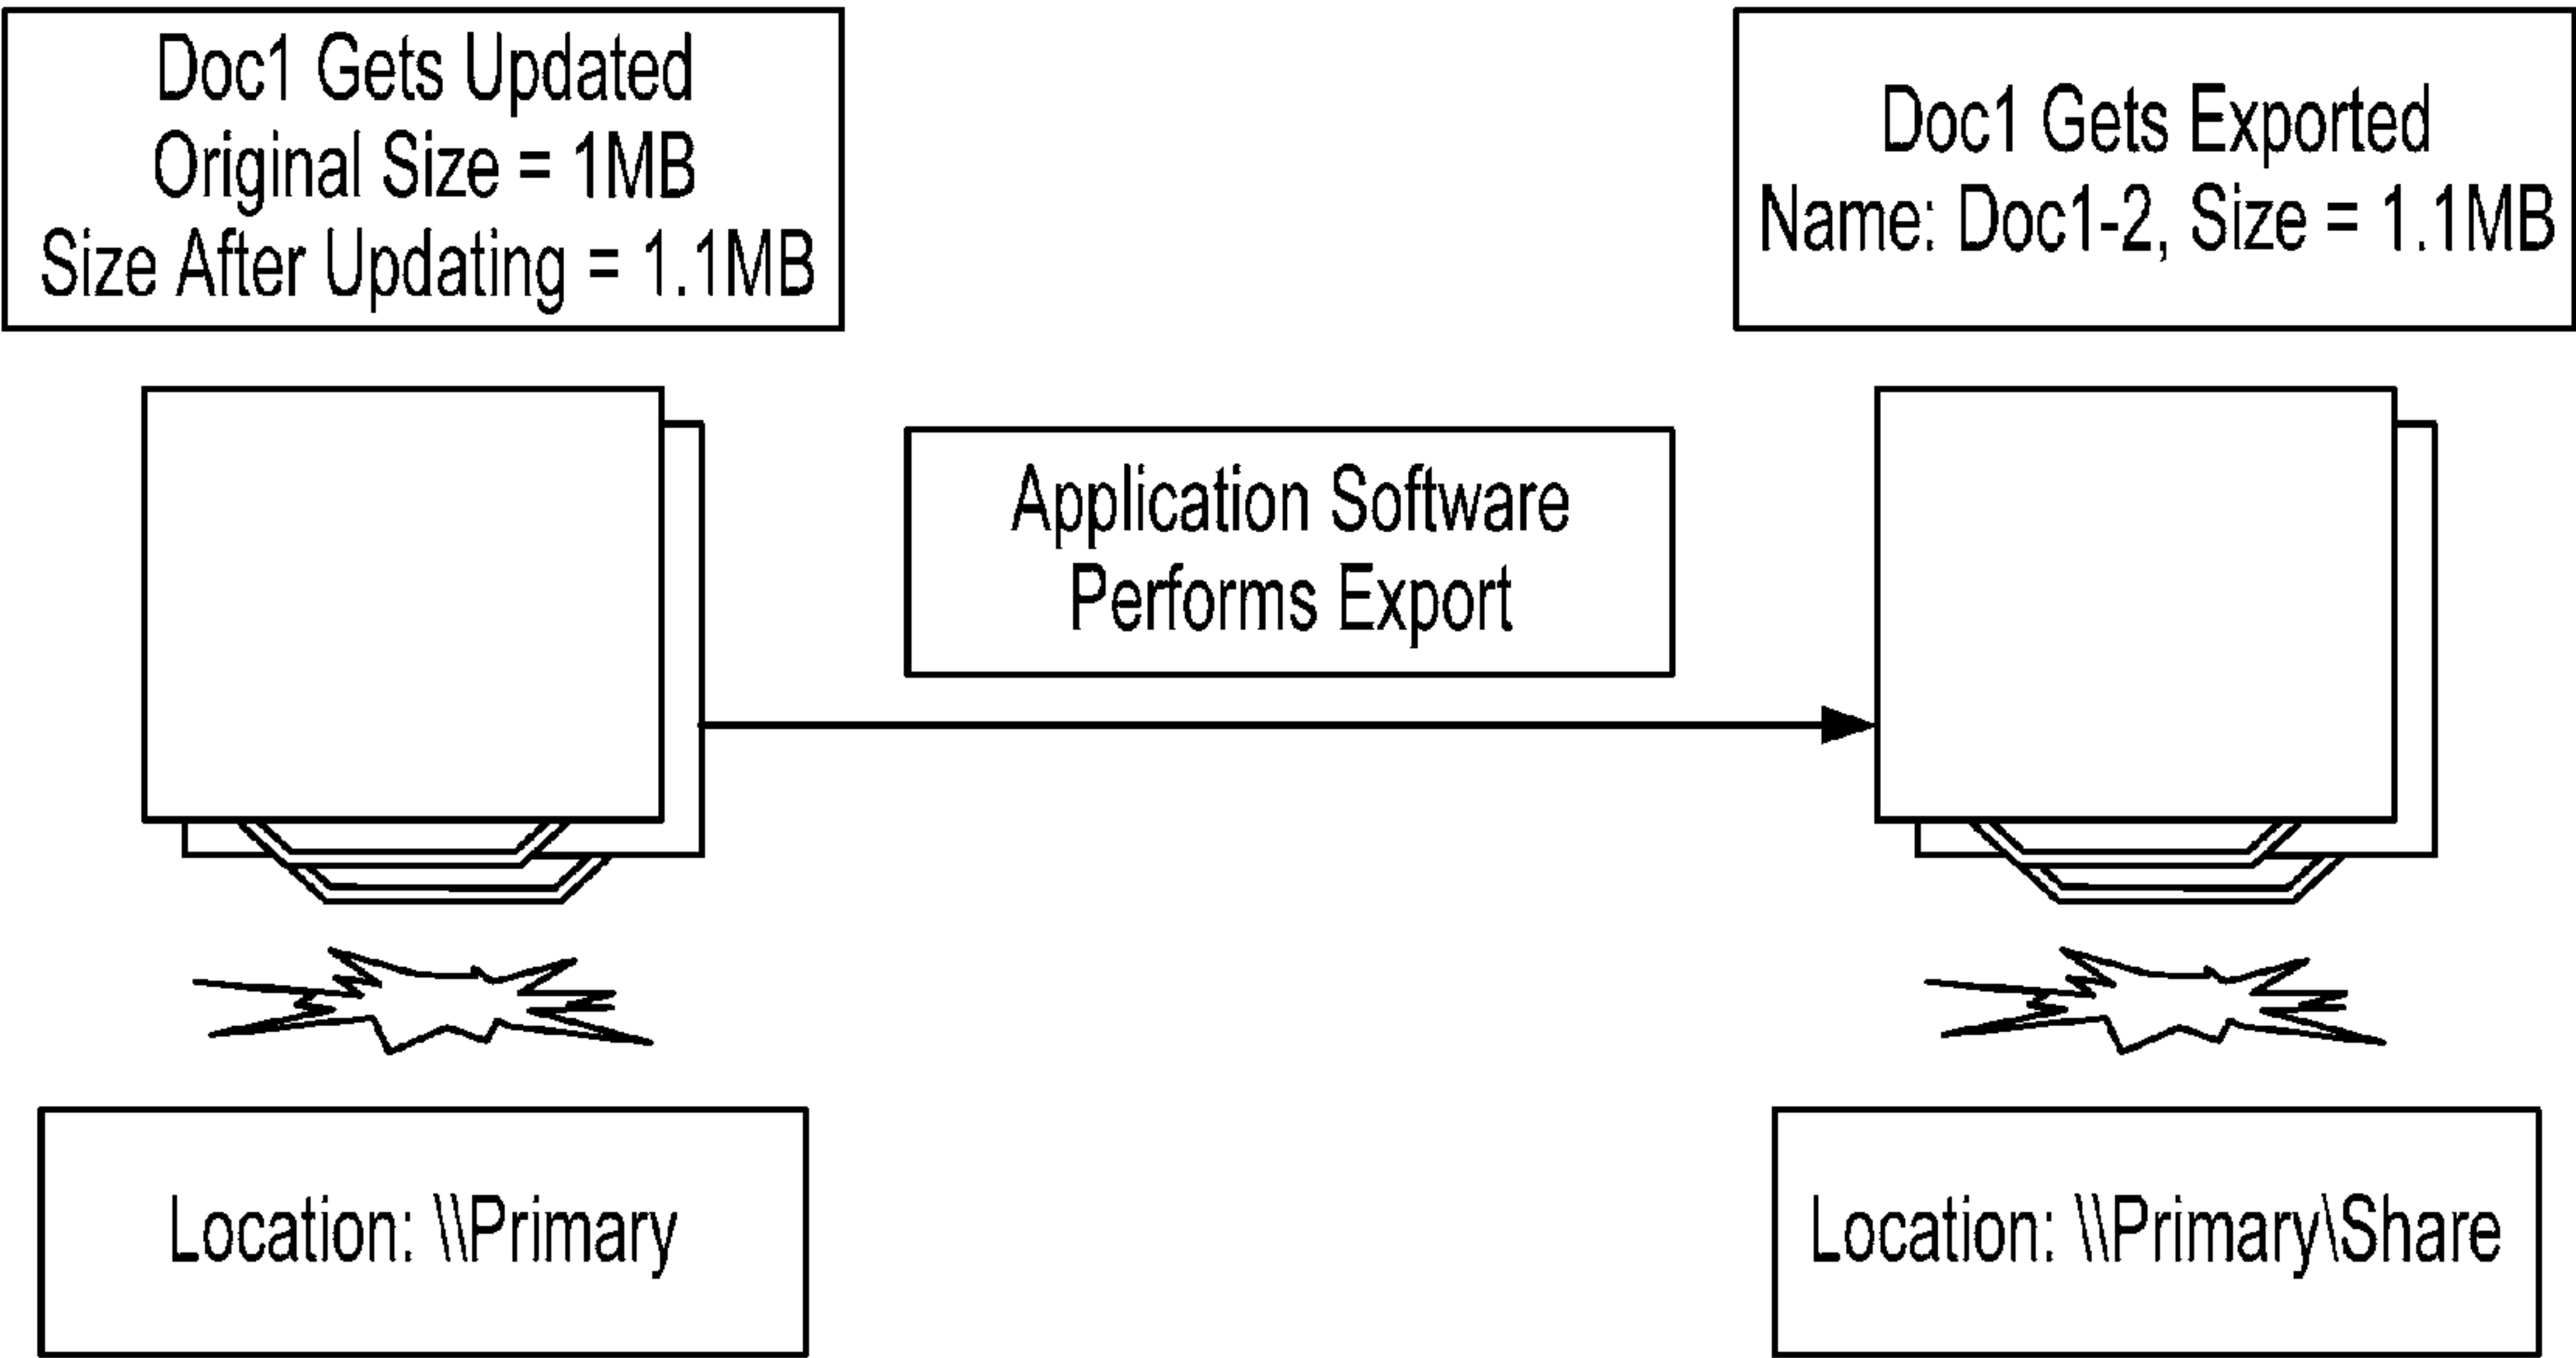 Doc1 Gets Updated
Original Size = 1MB
Size After Updating = 1.1MB
Doc1 Gets Exported
Name: Doc1-2, Size = 1.1MB
Application Software
Performs Export
Location: \\Primary
Location: \\Primary\Share